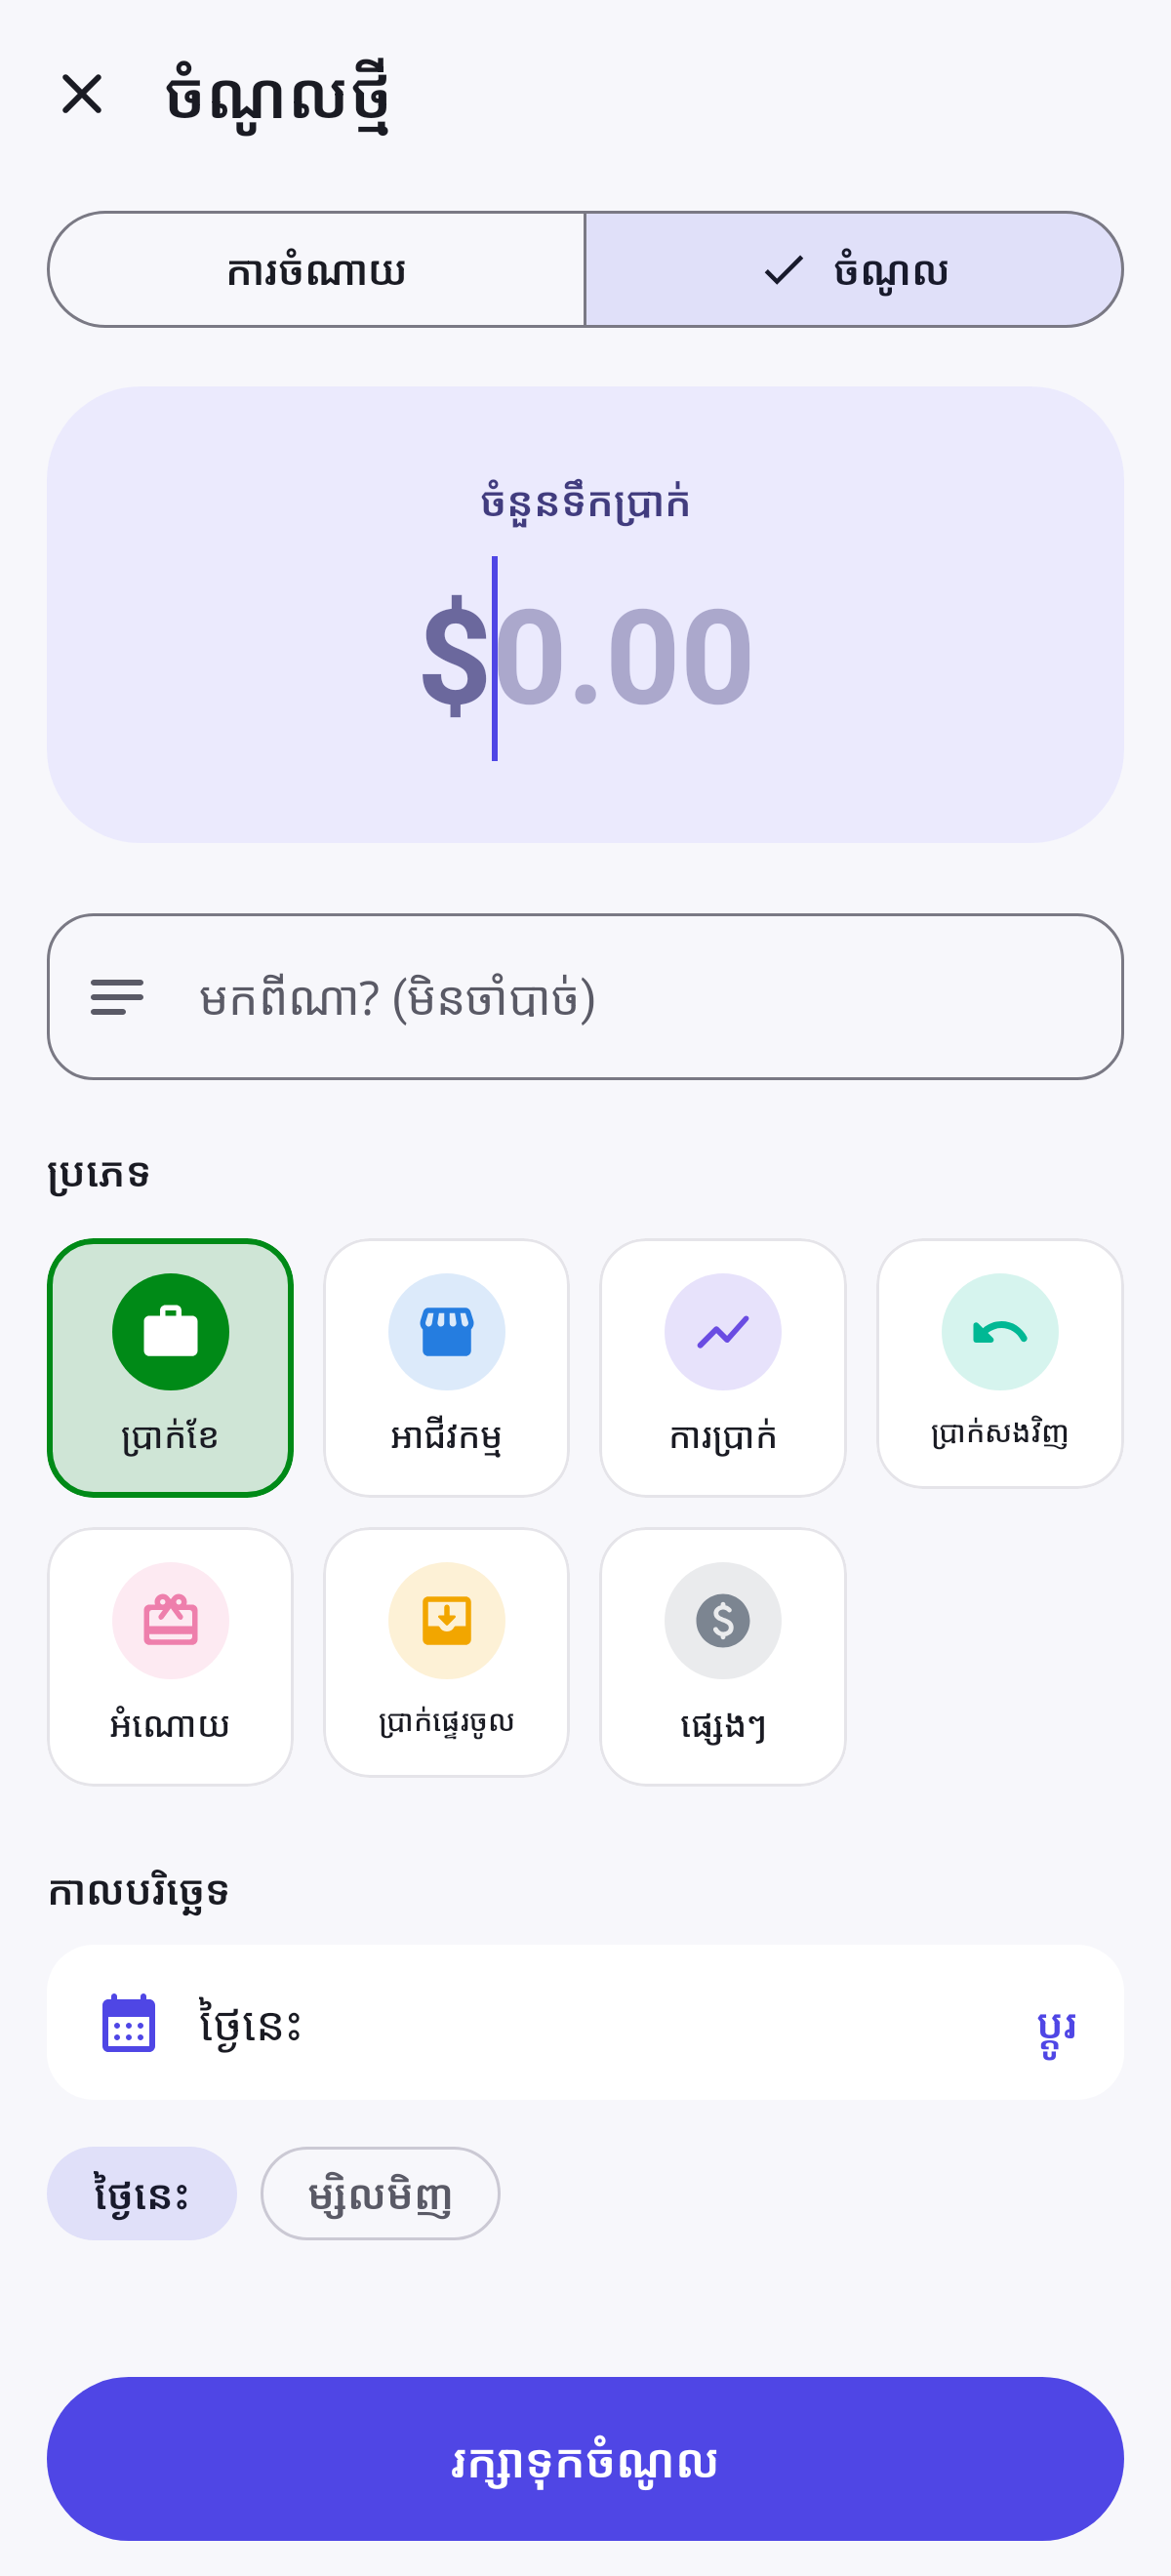 ចំណូលថ្មី
ការចំណាយ
ចំណូល
ចំនួនទឹកប្រាក់
$0.00
មកពីណា? (មិនចាំបាច់)
ប្រភេទ
ប្រាក់ខែ
អាជីវកម្ម
ការប្រាក់
ប្រាក់សងវិញ
អំណោយ
ប្រាក់ផ្ទេរចូល
ផ្សេងៗ
កាលបរិច្ឆេទ
ថ្ងៃនេះ
ប្ដូរ
ថ្ងៃនេះ
ម្សិលមិញ
រក្សាទុកចំណូល